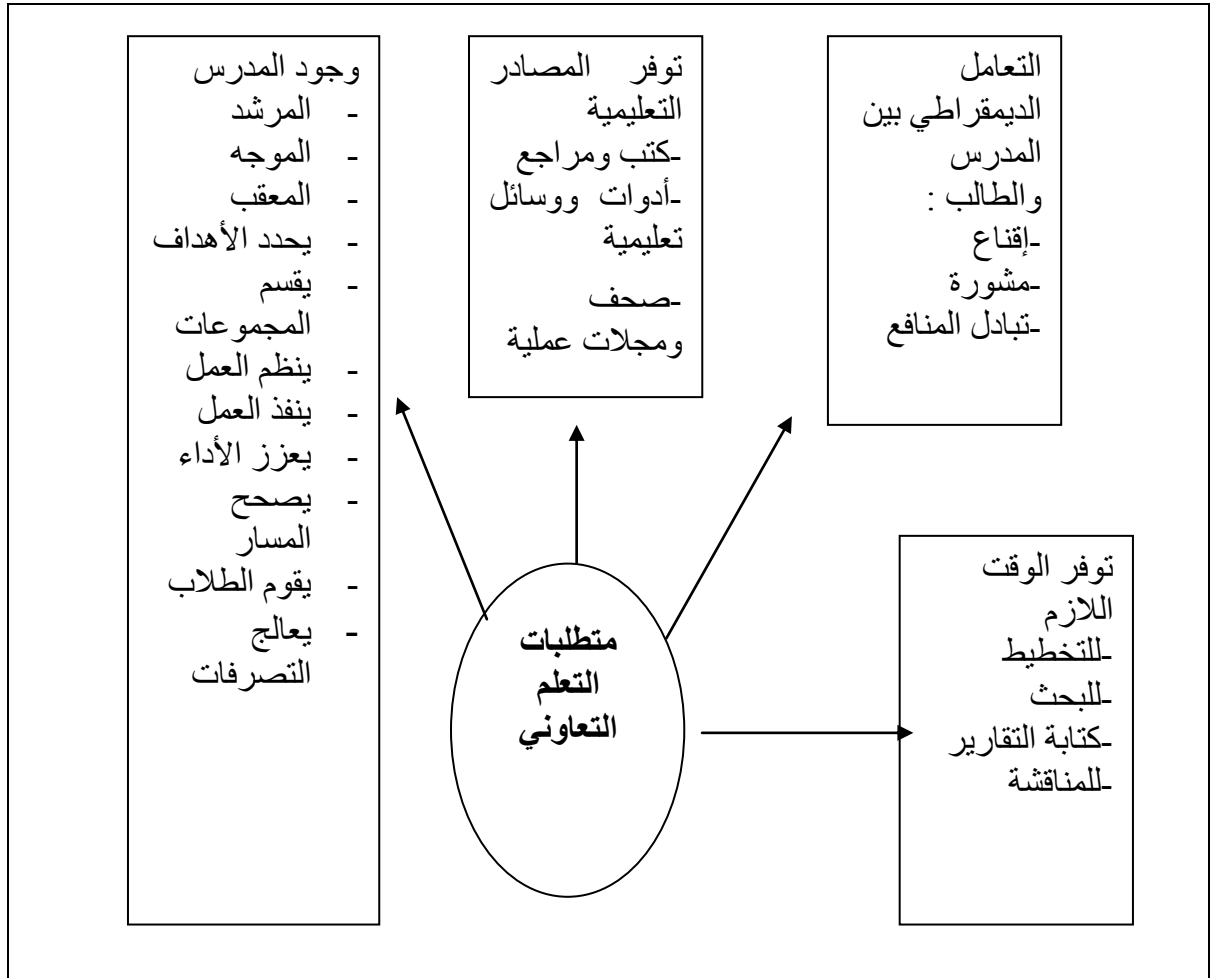 التعامل
الديمقراطي بين
المدرس
والطالب :
-إقناع
-مشورة
-تبادل المنافع
توفر المصادر
التعليمية
-كتب ومراجع
-أدوات ووسائل
تعليمية
-صحف
ومجلات عملية
وجود المدرس
- المرشد
- الموجه
- المعقب
- يحدد الأهداف
- يقسم
المجموعات
- ينظم العمل
- ينفذ العمل
- يعزز الأداء
- يصحح
المسار
- يقوم الطلاب
- يعالج
التصرفات
توفر الوقت
اللازم
-للتخطيط
-للبحث
-كتابة التقارير
-للمناقشة
متطلبات
التعلم
التعاوني